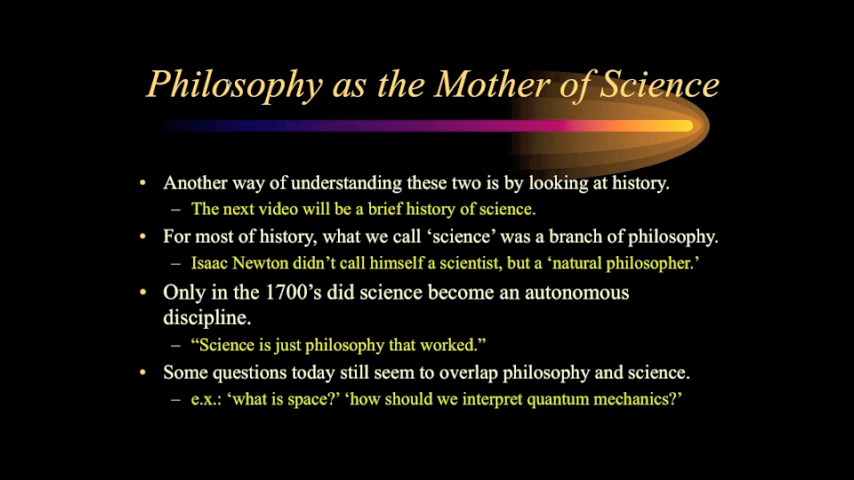 Philosophy as the Mother of Science
• Another way of understanding these two is by looking at history.
– The next video will be a brief history of science.
• For most of history, what we call ‘science’ was a branch of philosophy.
– Isaac Newton didn’t call himself a scientist, but a ‘natural philosopher.’
• Only in the 1700’s did science become an autonomous
discipline.
– “Science is just philosophy that worked.”
• Some questions today still seem to overlap philosophy and science.
– e.x.: ‘what is space?’ ‘how should we interpret quantum mechanics?’